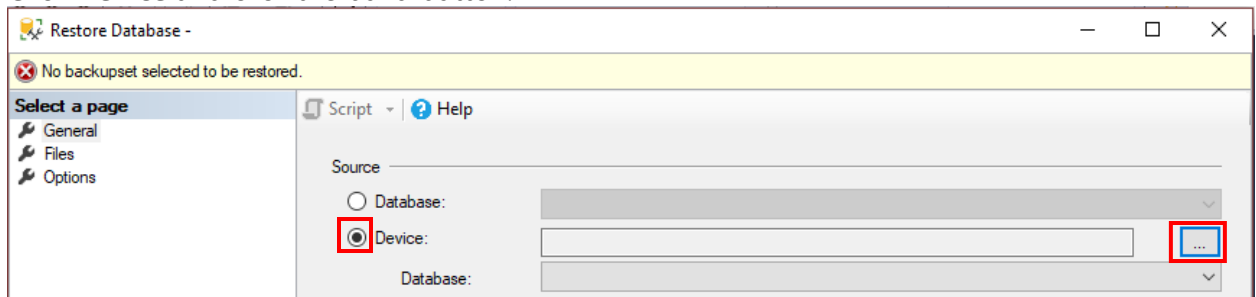 Restore Database -
No backupset selected to be restored.
Select a page
General
Files
Options
Script
Help
Source
Database:
Device:
...
Database: